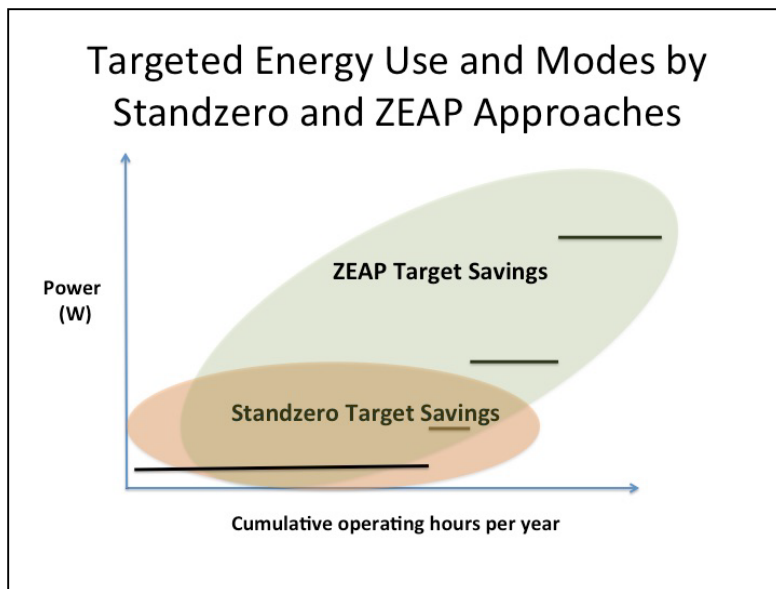 Targeted Energy Use and Modes by
Standzero and ZEAP Approaches
ZEAP Target Savings
Power
(W)
Standzero Target Savings
Cumulative operating hours per year